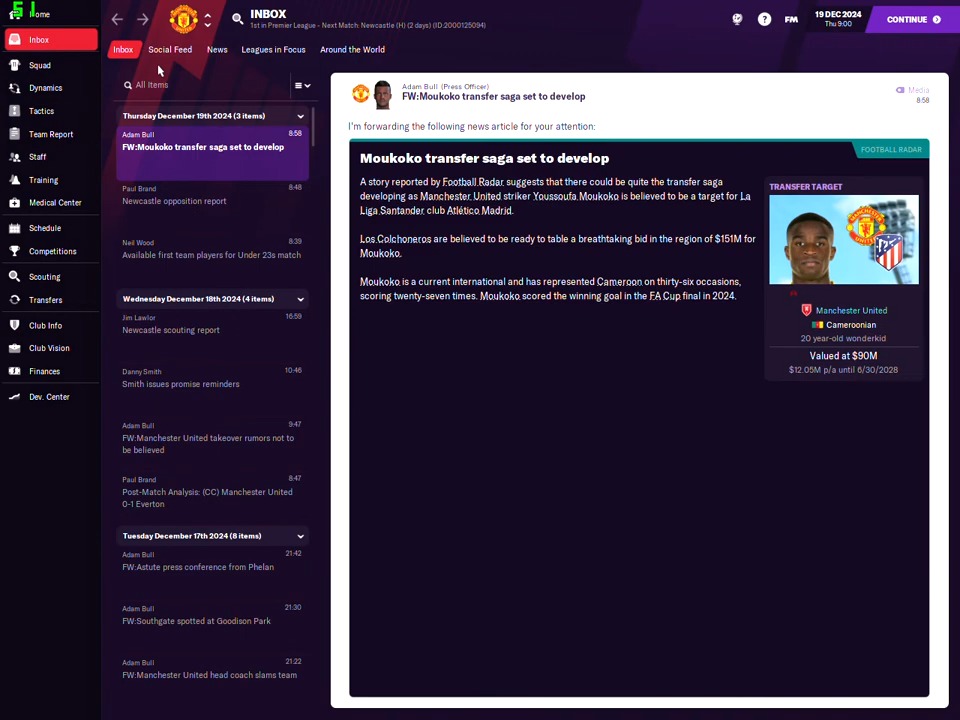 Home
INBOX
1st in Premier League - Next Match: Newcastle (H) (2 days) (ID:2000125094)
?
FM
19 DEC 2024
Thu 9:00
CONTINUE
Inbox
Squad
Dynamics
Tactics
Team Report
Staff
Training
Medical Center
Schedule
Competitions
Scouting
Transfers
Club Info
Club Vision
Finances
Dev. Center
Inbox
Social Feed
News
Leagues in Focus
Around the World
All Items
Thursday December 19th 2024 (3 items)
Adam Bull
8:58
FW:Moukoko transfer saga set to develop
Paul Brand
8:48
Newcastle opposition report
Neil Wood
8:39
Available first team players for Under 23s match
Wednesday December 18th 2024 (4 items)
Jim Lawlor
16:59
Newcastle scouting report
Danny Smith
10:46
Smith issues promise reminders
Adam Bull
9:47
FW:Manchester United takeover rumors not to
be believed
Paul Brand
8:47
Post-Match Analysis: (CC) Manchester United
0-1 Everton
Tuesday December 17th 2024 (8 items)
Adam Bull
21:42
FW:Astute press conference from Phelan
Adam Bull
21:30
FW:Southgate spotted at Goodison Park
Adam Bull
21:22
FW:Manchester United head coach slams team
Adam Bull (Press Officer)
FW:Moukoko transfer saga set to develop
Media
8:58
I'm forwarding the following news article for your attention:
Moukoko transfer saga set to develop
FOOTBALL RADAR
A story reported by Football Radar suggests that there could be quite the transfer saga
developing as Manchester United striker Youssoufa Moukoko is believed to be a target for La
Liga Santander club Atlético Madrid.
Los Colchoneros are believed to be ready to table a breathtaking bid in the region of $151M for
Moukoko.
Moukoko is a current international and has represented Cameroon on thirty-six occasions,
scoring twenty-seven times. Moukoko scored the winning goal in the FA Cup final in 2024.
TRANSFER TARGET
Manchester United
Cameroonian
20 year-old wonderkid
Valued at $90M
$12.05M p/a until 6/30/2028